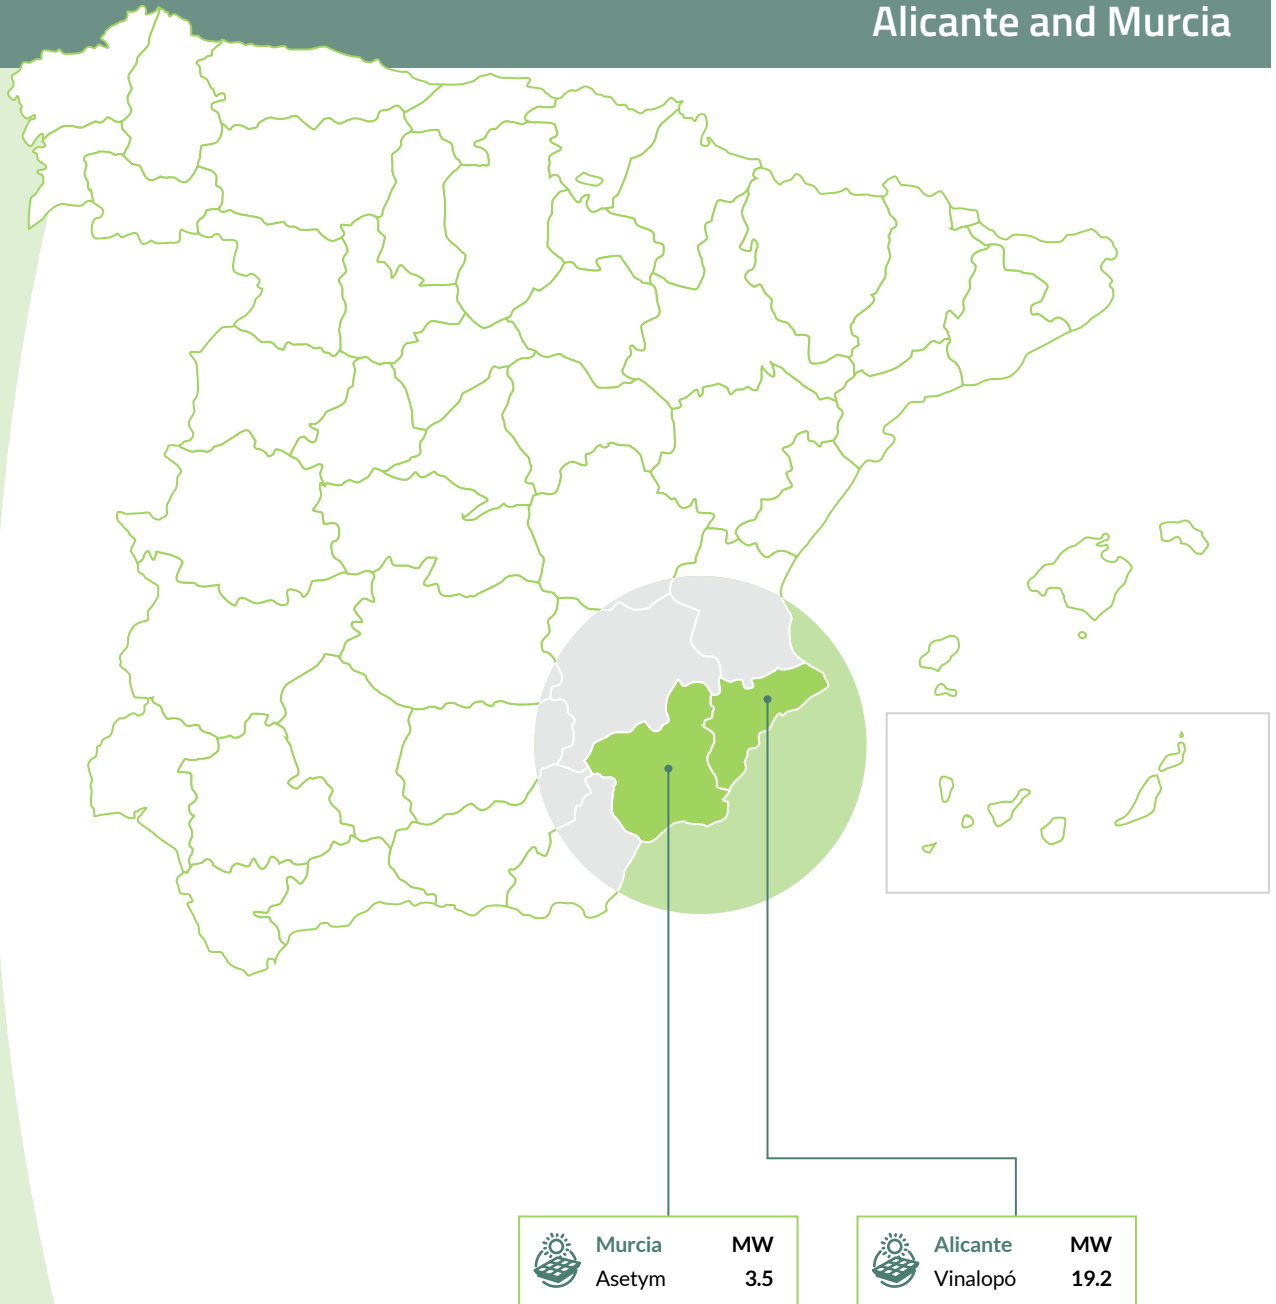 Alicante and Murcia
Murcia MW
Asetym 3.5
Alicante MW
Vinalopó 19.2